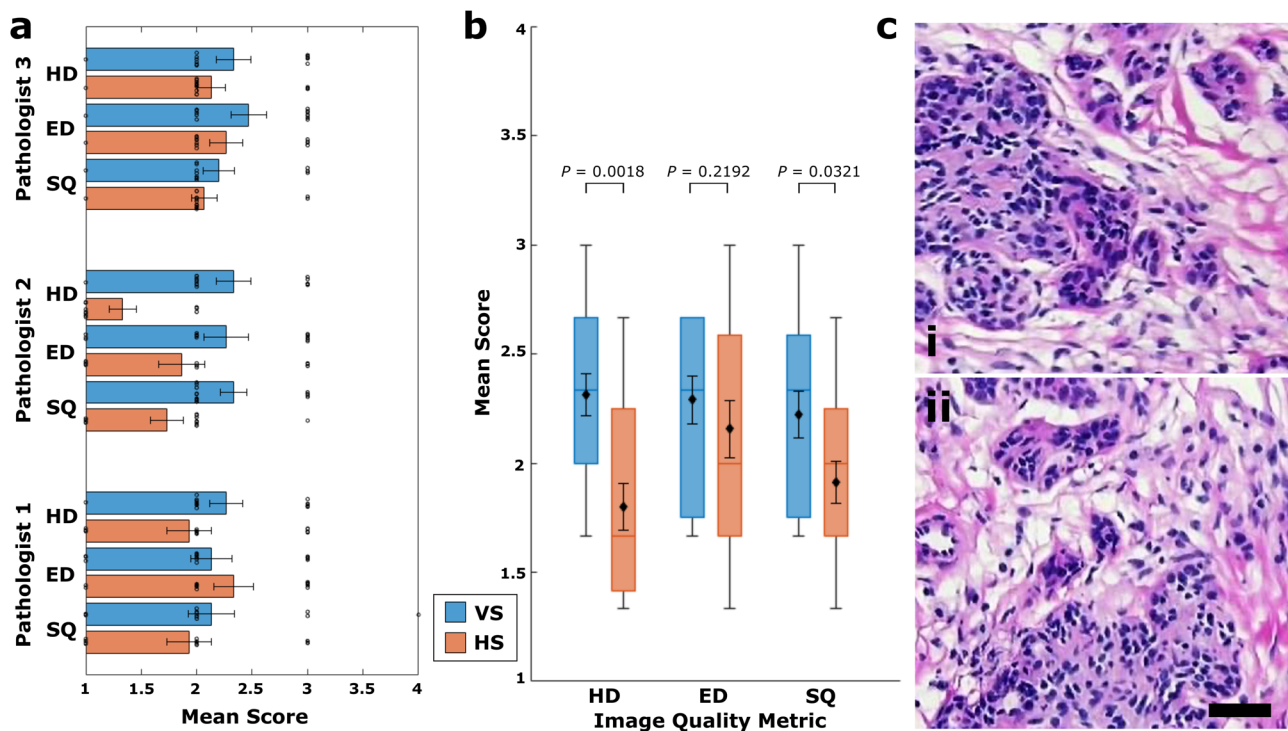 a
Pathologist 3
HD
ED
SQ
Pathologist 2
HD
ED
SQ
Pathologist 1
HD
ED
SQ
1 1.5 2 2.5 3 3.5 4
Mean Score
VS
HS
b
4
3.5
3
2.5
2
1.5
1
Mean Score
P = 0.0018
P = 0.2192
P = 0.0321
HD ED SQ
Image Quality Metric
c
i
ii